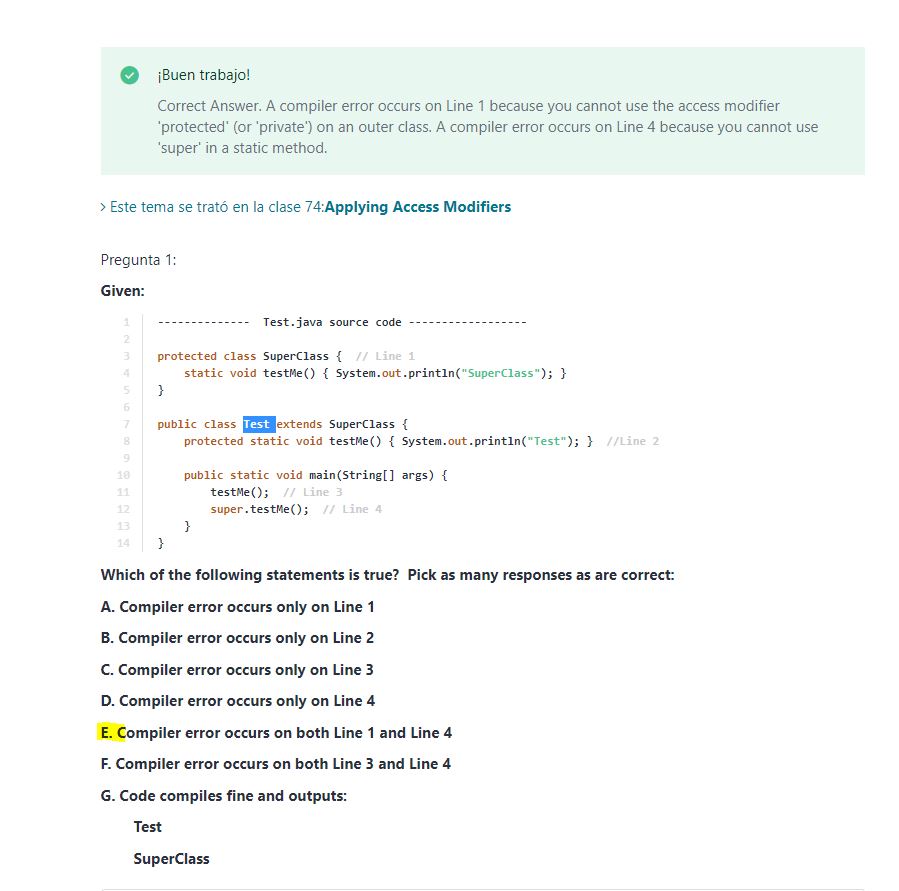 ¡Buen trabajo!
Correct Answer. A compiler error occurs on Line 1 because you cannot use the access modifier
'protected' (or 'private') on an outer class. A compiler error occurs on Line 4 because you cannot use
'super' in a static method.
> Este tema se trató en la clase 74:Applying Access Modifiers
Pregunta 1:
Given:
1 -------------- Test.java source code ------------------
2
3 protected class SuperClass { // Line 1
4 static void testMe() { System.out.println("SuperClass"); }
5 }
6
7 public class Test extends SuperClass {
8 protected static void testMe() { System.out.println("Test"); } //Line 2
9
10 public static void main(String[] args) {
11 testMe(); // Line 3
12 super.testMe(); // Line 4
13 }
14 }
Which of the following statements is true? Pick as many responses as are correct:
A. Compiler error occurs only on Line 1
B. Compiler error occurs only on Line 2
C. Compiler error occurs only on Line 3
D. Compiler error occurs only on Line 4
E. Compiler error occurs on both Line 1 and Line 4
F. Compiler error occurs on both Line 3 and Line 4
G. Code compiles fine and outputs:
Test
SuperClass